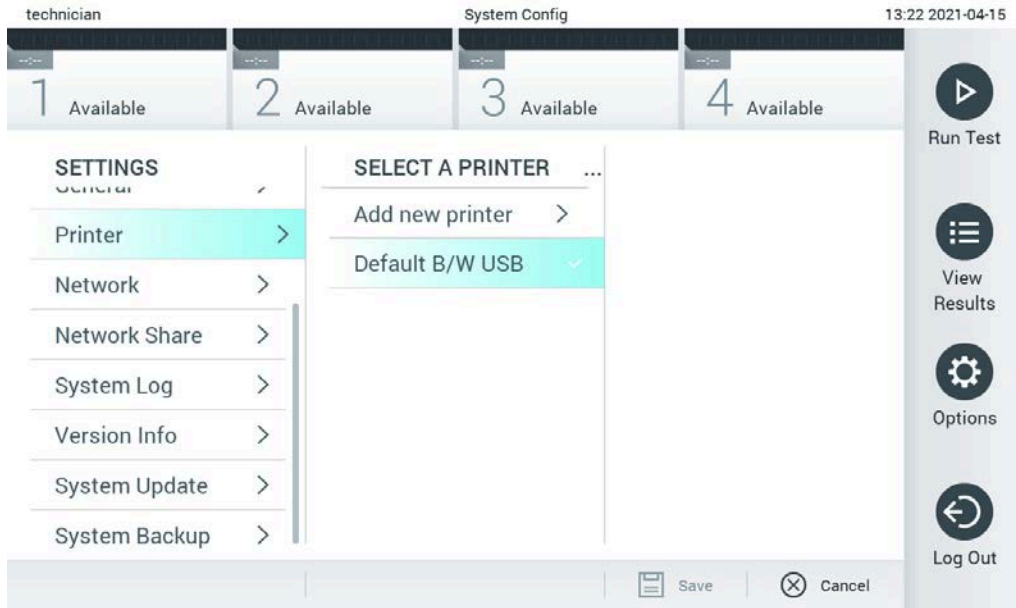 technician
System Config
13:22 2021-04-15
--:--
1 Available
--:--
2 Available
--:--
3 Available
--:--
4 Available
Run Test
View
Results
Options
Log Out
SETTINGS
General
Printer
Network
Network Share
System Log
Version Info
System Update
System Backup
SELECT A PRINTER ...
Add new printer
Default B/W USB
Save
Cancel